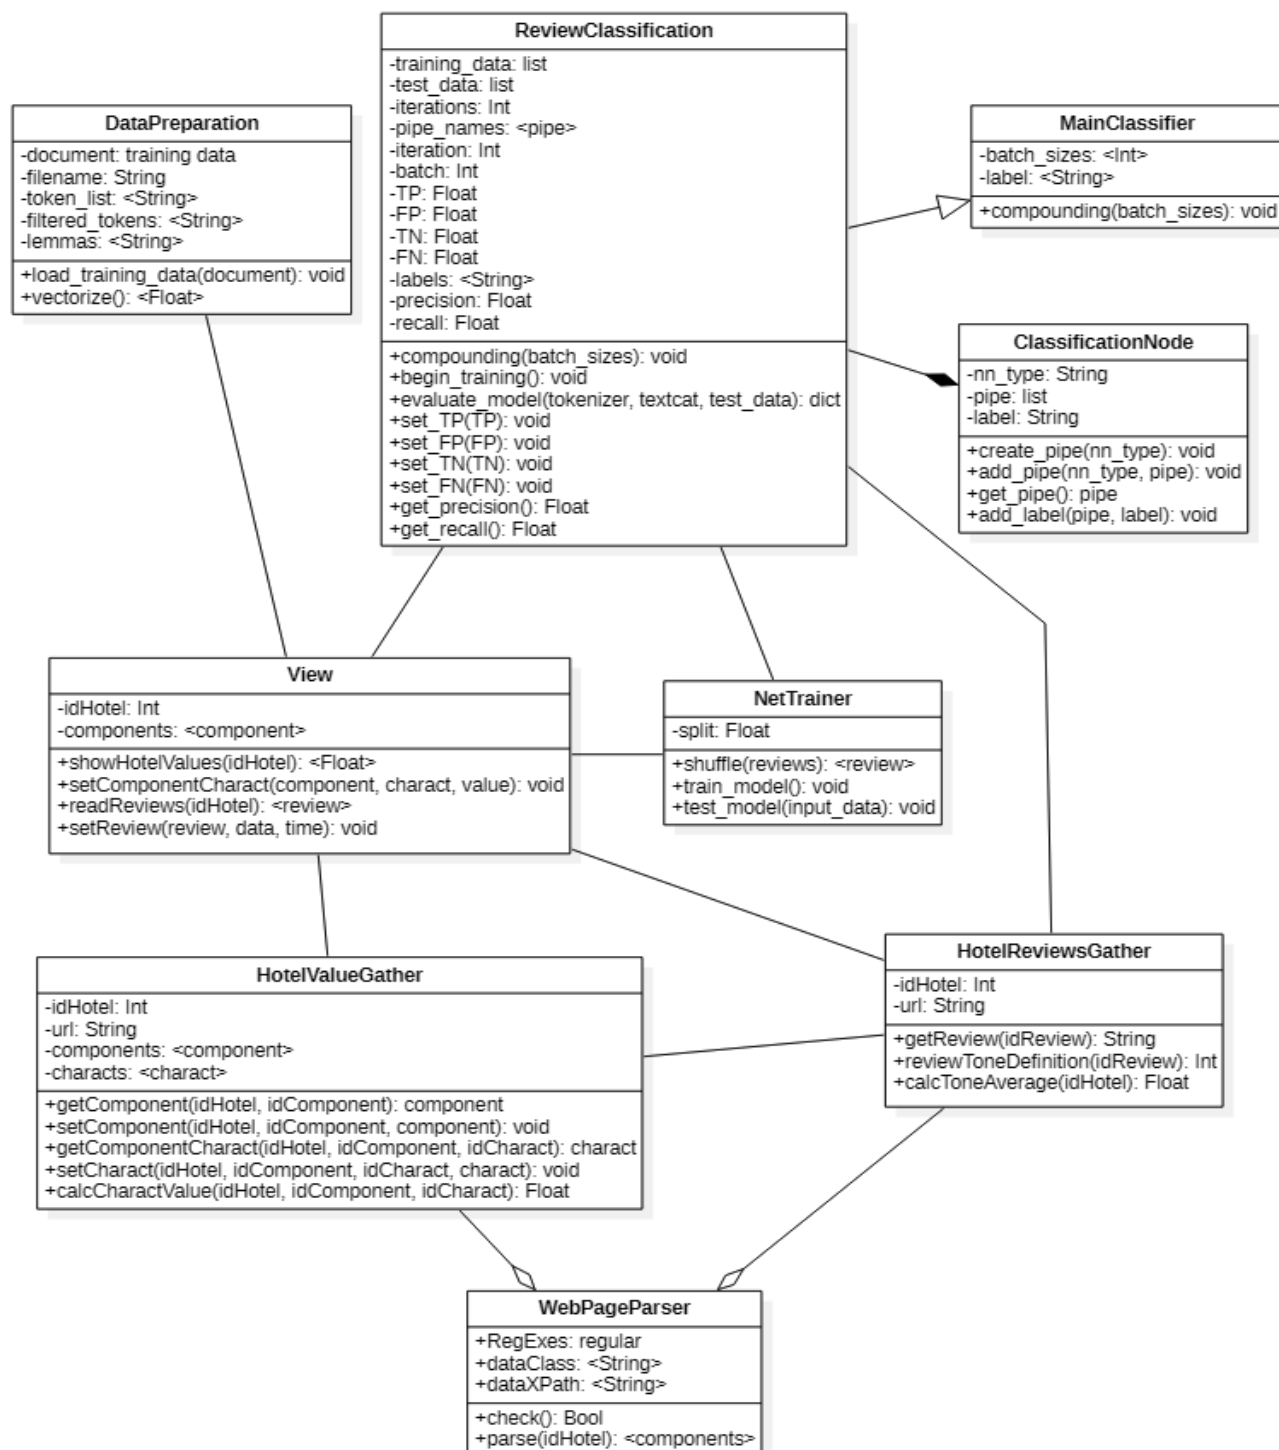 ReviewClassification
-training_data: list
-test_data: list
-iterations: Int
-pipe_names: <pipe>
-iteration: Int
-batch: Int
-TP: Float
-FP: Float
-TN: Float
-FN: Float
-labels: <String>
-precision: Float
-recall: Float
+compounding(batch_sizes): void
+begin_training(): void
+evaluate_model(tokenizer, textcat, test_data): dict
+set_TP(TP): void
+set_FP(FP): void
+set_TN(TN): void
+set_FN(FN): void
+get_precision(): Float
+get_recall(): Float
DataPreparation
-document: training data
-filename: String
-token_list: <String>
-filtered_tokens: <String>
-lemmas: <String>
+load_training_data(document): void
+vectorize(): <Float>
MainClassifier
-batch_sizes: <Int>
-label: <String>
+compounding(batch_sizes): void
ClassificationNode
-nn_type: String
-pipe: list
-label: String
+create_pipe(nn_type): void
+add_pipe(nn_type, pipe): void
+get_pipe(): pipe
+add_label(pipe, label): void
View
-idHotel: Int
-components: <component>
+showHotelValues(idHotel): <Float>
+setComponentCharact(component, charact, value): void
+readReviews(idHotel): <review>
+setReview(review, data, time): void
NetTrainer
-split: Float
+shuffle(reviews): <review>
+train_model(): void
+test_model(input_data): void
HotelValueGather
-idHotel: Int
-url: String
-components: <component>
-characts: <charact>
+getComponent(idHotel, idComponent): component
+setComponent(idHotel, idComponent, component): void
+getComponentCharact(idHotel, idComponent, idCharact): charact
+setCharact(idHotel, idComponent, idCharact, charact): void
+calcCharactValue(idHotel, idComponent, idCharact): Float
HotelReviewsGather
-idHotel: Int
-url: String
+getReview(idReview): String
+reviewToneDefinition(idReview): Int
+calcToneAverage(idHotel): Float
WebPageParser
+RegExes: regular
+dataClass: <String>
+dataXPath: <String>
+check(): Bool
+parse(idHotel): <components>